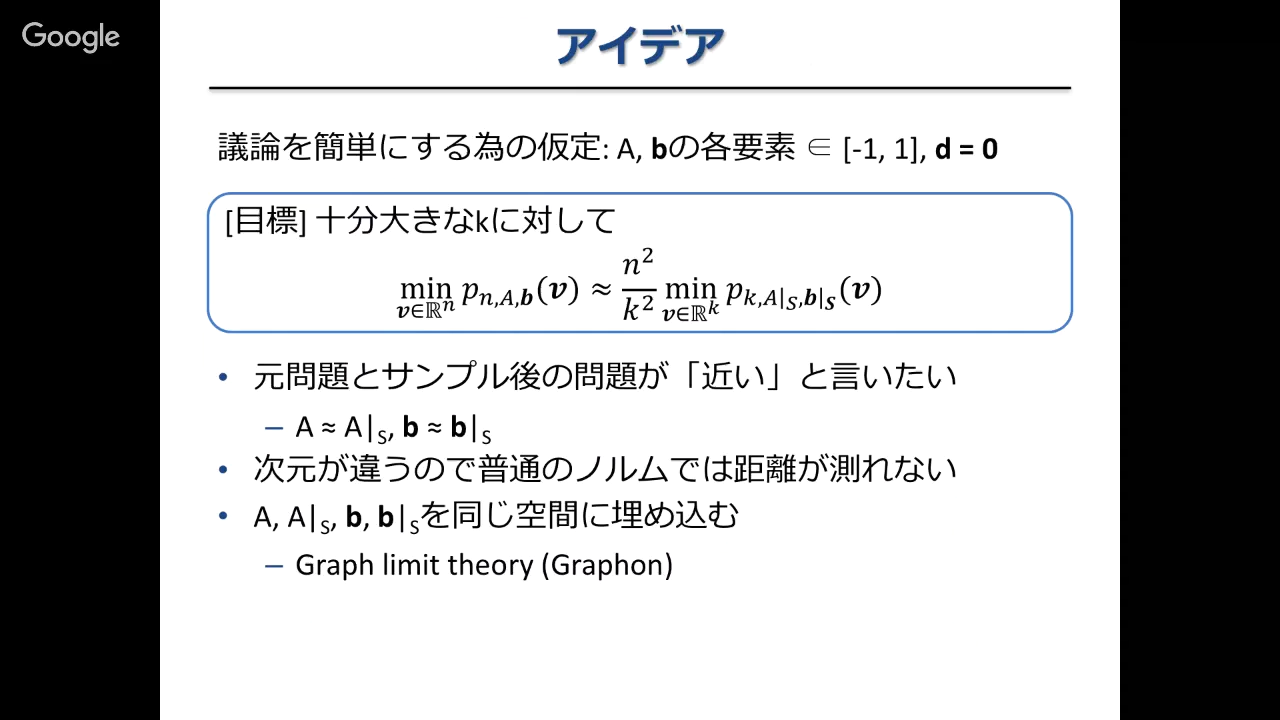 Google
アイデア
議論を簡単にする為の仮定: A, bの各要素 ∈ [-1, 1], d = 0
[目標] 十分大きなkに対して
min_{v∈ℝ^n} p_{n,A,b}(v) ≈ n^2/k^2 min_{v∈ℝ^k} p_{k,A|_S,b|_S}(v)
• 元問題とサンプル後の問題が「近い」と言いたい
– A ≈ A|_S, b ≈ b|_S
• 次元が違うので普通のノルムでは距離が測れない
• A, A|_S, b, b|_Sを同じ空間に埋め込む
– Graph limit theory (Graphon)